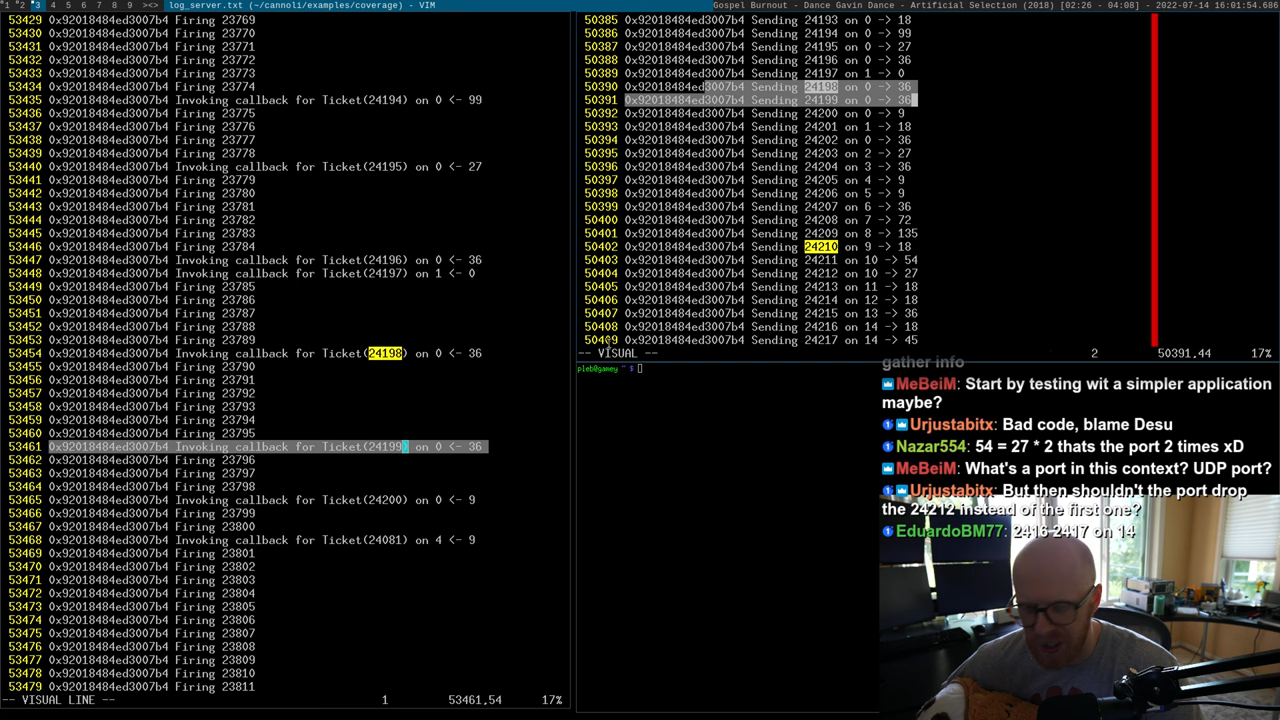 1 2 3 4 5 6 7 8 9 >< log_server.txt (~/cannoli/examples/coverage) - VIM
Gospel Burnout - Dance Gavin Dance - Artificial Selection (2018) [02:26 - 04:08] - 2022-07-14 16:01:54.686
53429 0x92018484ed3007b4 Firing 23769
53430 0x92018484ed3007b4 Firing 23770
53431 0x92018484ed3007b4 Firing 23771
53432 0x92018484ed3007b4 Firing 23772
53433 0x92018484ed3007b4 Firing 23773
53434 0x92018484ed3007b4 Firing 23774
53435 0x92018484ed3007b4 Invoking callback for Ticket(24194) on 0 <- 99
53436 0x92018484ed3007b4 Firing 23775
53437 0x92018484ed3007b4 Firing 23776
53438 0x92018484ed3007b4 Firing 23777
53439 0x92018484ed3007b4 Firing 23778
53440 0x92018484ed3007b4 Invoking callback for Ticket(24195) on 0 <- 27
53441 0x92018484ed3007b4 Firing 23779
53442 0x92018484ed3007b4 Firing 23780
53443 0x92018484ed3007b4 Firing 23781
53444 0x92018484ed3007b4 Firing 23782
53445 0x92018484ed3007b4 Firing 23783
53446 0x92018484ed3007b4 Firing 23784
53447 0x92018484ed3007b4 Invoking callback for Ticket(24196) on 0 <- 36
53448 0x92018484ed3007b4 Invoking callback for Ticket(24197) on 1 <- 0
53449 0x92018484ed3007b4 Firing 23785
53450 0x92018484ed3007b4 Firing 23786
53451 0x92018484ed3007b4 Firing 23787
53452 0x92018484ed3007b4 Firing 23788
53453 0x92018484ed3007b4 Firing 23789
53454 0x92018484ed3007b4 Invoking callback for Ticket(24198) on 0 <- 36
53455 0x92018484ed3007b4 Firing 23790
53456 0x92018484ed3007b4 Firing 23791
53457 0x92018484ed3007b4 Firing 23792
53458 0x92018484ed3007b4 Firing 23793
53459 0x92018484ed3007b4 Firing 23794
53460 0x92018484ed3007b4 Firing 23795
53461 0x92018484ed3007b4 Invoking callback for Ticket(24199) on 0 <- 36
53462 0x92018484ed3007b4 Firing 23796
53463 0x92018484ed3007b4 Firing 23797
53464 0x92018484ed3007b4 Firing 23798
53465 0x92018484ed3007b4 Invoking callback for Ticket(24200) on 0 <- 9
53466 0x92018484ed3007b4 Firing 23799
53467 0x92018484ed3007b4 Firing 23800
53468 0x92018484ed3007b4 Invoking callback for Ticket(24081) on 4 <- 9
53469 0x92018484ed3007b4 Firing 23801
53470 0x92018484ed3007b4 Firing 23802
53471 0x92018484ed3007b4 Firing 23803
53472 0x92018484ed3007b4 Firing 23804
53473 0x92018484ed3007b4 Firing 23805
53474 0x92018484ed3007b4 Firing 23806
53475 0x92018484ed3007b4 Firing 23807
53476 0x92018484ed3007b4 Firing 23808
53477 0x92018484ed3007b4 Firing 23809
53478 0x92018484ed3007b4 Firing 23810
53479 0x92018484ed3007b4 Firing 23811
-- VISUAL LINE -- 1 53461,54 17%
50385 0x92018484ed3007b4 Sending 24193 on 0 -> 18
50386 0x92018484ed3007b4 Sending 24194 on 0 -> 99
50387 0x92018484ed3007b4 Sending 24195 on 0 -> 27
50388 0x92018484ed3007b4 Sending 24196 on 0 -> 36
50389 0x92018484ed3007b4 Sending 24197 on 1 -> 0
50390 0x92018484ed3007b4 Sending 24198 on 0 -> 36
50391 0x92018484ed3007b4 Sending 24199 on 0 -> 36
50392 0x92018484ed3007b4 Sending 24200 on 0 -> 9
50393 0x92018484ed3007b4 Sending 24201 on 1 -> 18
50394 0x92018484ed3007b4 Sending 24202 on 0 -> 36
50395 0x92018484ed3007b4 Sending 24203 on 2 -> 27
50396 0x92018484ed3007b4 Sending 24204 on 3 -> 36
50397 0x92018484ed3007b4 Sending 24205 on 4 -> 9
50398 0x92018484ed3007b4 Sending 24206 on 5 -> 9
50399 0x92018484ed3007b4 Sending 24207 on 6 -> 36
50400 0x92018484ed3007b4 Sending 24208 on 7 -> 72
50401 0x92018484ed3007b4 Sending 24209 on 8 -> 135
50402 0x92018484ed3007b4 Sending 24210 on 9 -> 18
50403 0x92018484ed3007b4 Sending 24211 on 10 -> 54
50404 0x92018484ed3007b4 Sending 24212 on 10 -> 27
50405 0x92018484ed3007b4 Sending 24213 on 11 -> 18
50406 0x92018484ed3007b4 Sending 24214 on 12 -> 18
50407 0x92018484ed3007b4 Sending 24215 on 13 -> 36
50408 0x92018484ed3007b4 Sending 24216 on 14 -> 18
50409 0x92018484ed3007b4 Sending 24217 on 14 -> 45
-- VISUAL -- 2 50391,44 17%
pleb@gamey ~ $
gather info
MeBeiM: Start by testing wit a simpler application
maybe?
Urjustabitx: Bad code, blame Desu
Nazar554: 54 = 27 * 2 thats the port 2 times xD
MeBeiM: What's a port in this context? UDP port?
Urjustabitx: But then shouldn't the port drop
the 24212 instead of the first one?
EduardoBM77: 2416 2417 on 14